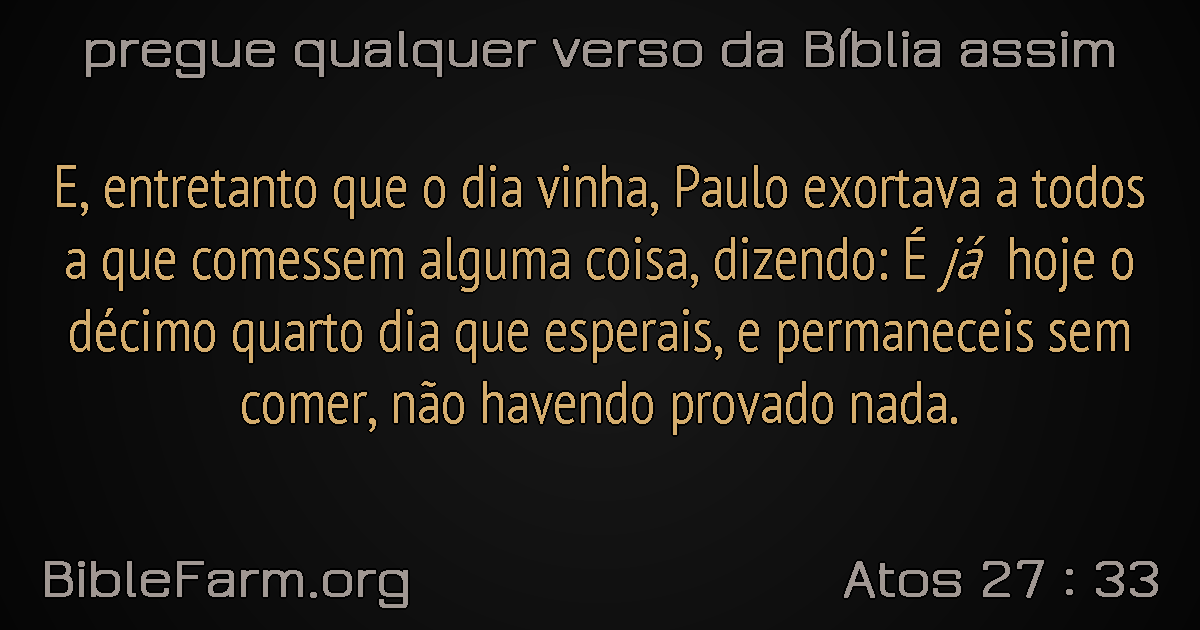 pregue qualquer verso da Bíblia assim
E, entretanto que o dia vinha, Paulo exortava a todos
a que comessem alguma coisa, dizendo: É já hoje o
décimo quarto dia que esperais, e permaneceis sem
comer, não havendo provado nada.
BibleFarm.org
Atos 27 : 33